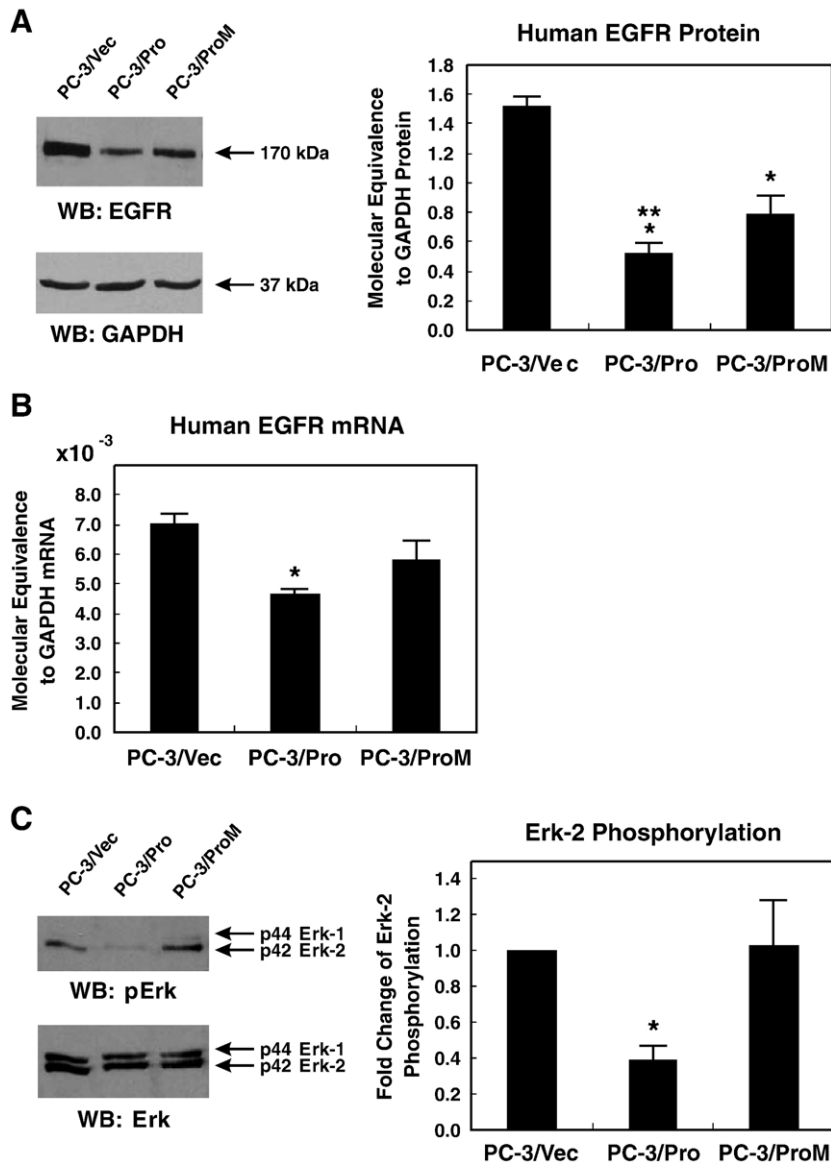 A
PC-3/Vec
PC-3/Pro
PC-3/ProM
170 kDa
WB: EGFR
37 kDa
WB: GAPDH
Human EGFR Protein
Molecular Equivalence
to GAPDH Protein
1.8
1.6
1.4
1.2
1.0
0.8
0.6
0.4
0.2
0.0
**
*
*
PC-3/Vec
PC-3/Pro
PC-3/ProM
B
Human EGFR mRNA
x10 -3
Molecular Equivalence
to GAPDH mRNA
8.0
7.0
6.0
5.0
4.0
3.0
2.0
1.0
0.0
*
PC-3/Vec
PC-3/Pro
PC-3/ProM
C
PC-3/Vec
PC-3/Pro
PC-3/ProM
p44 Erk-1
p42 Erk-2
WB: pErk
p44 Erk-1
p42 Erk-2
WB: Erk
Erk-2 Phosphorylation
Fold Change of Erk-2
Phosphorylation
1.4
1.2
1.0
0.8
0.6
0.4
0.2
0.0
*
PC-3/Vec
PC-3/Pro
PC-3/ProM